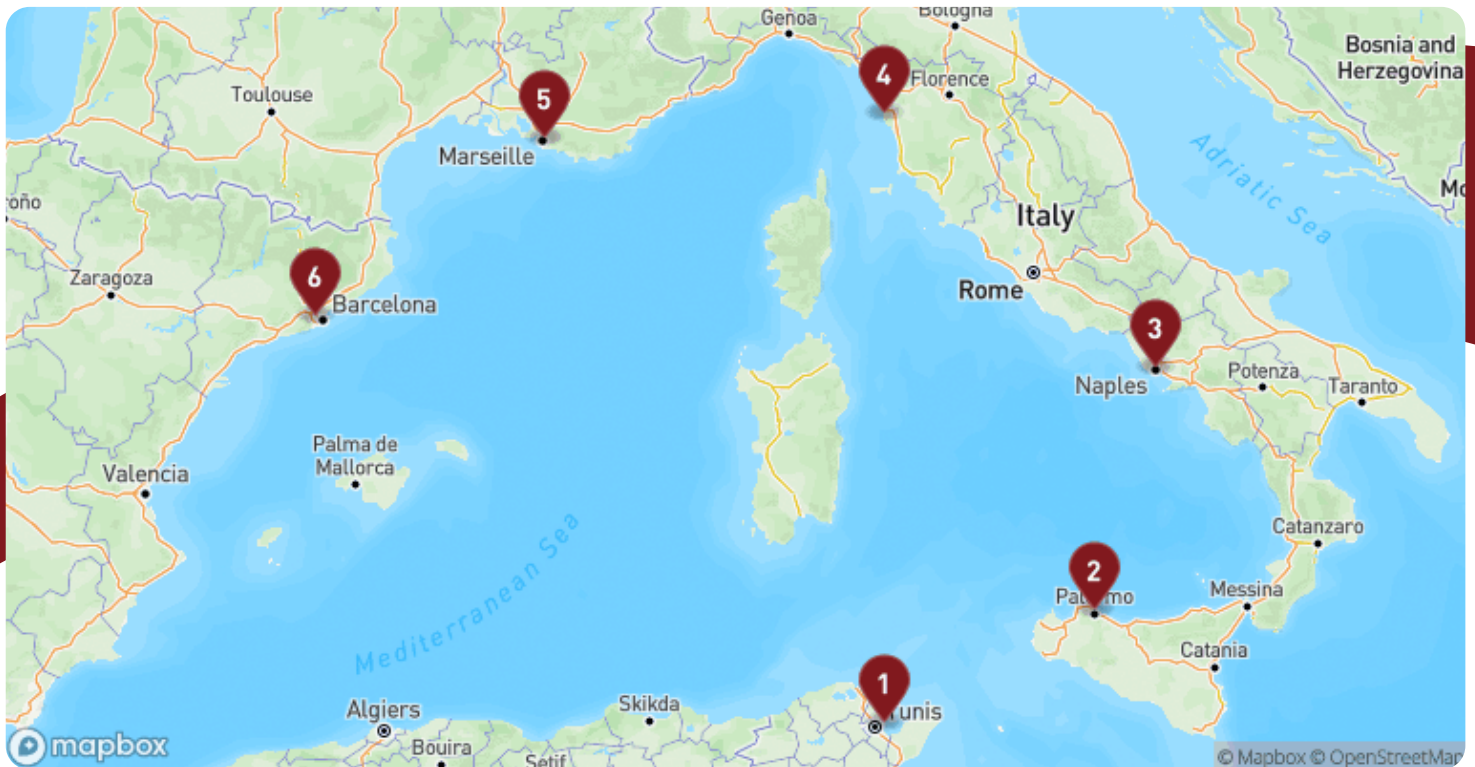 Genoa
Bologna
Bosnia and
Herzegovina
4
Florence
5
Toulouse
Marseille
Adriatic Sea
Italy
6
Zaragoza
Barcelona
Rome
3
Naples
Potenza
Taranto
Palma de
Mallorca
Valencia
Catanzaro
Mediterranean Sea
2
Messina
Catania
1
Algiers
Skikda
Bouira
Setif
mapbox
© Mapbox © OpenStreetMap